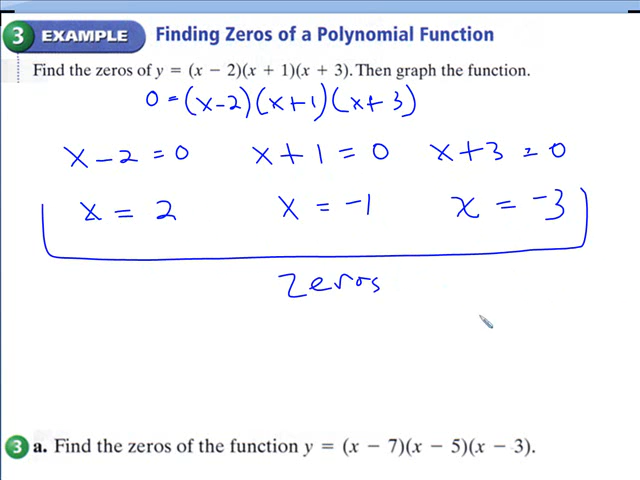 3 EXAMPLE Finding Zeros of a Polynomial Function
Find the zeros of y = (x − 2)(x + 1)(x + 3). Then graph the function.
0 = (x − 2) (x + 1) (x + 3)
x − 2 = 0 x + 1 = 0 x + 3 = 0
x = 2 x = −1 x = −3
Zeros
3 a. Find the zeros of the function y = (x − 7)(x − 5)(x − 3).